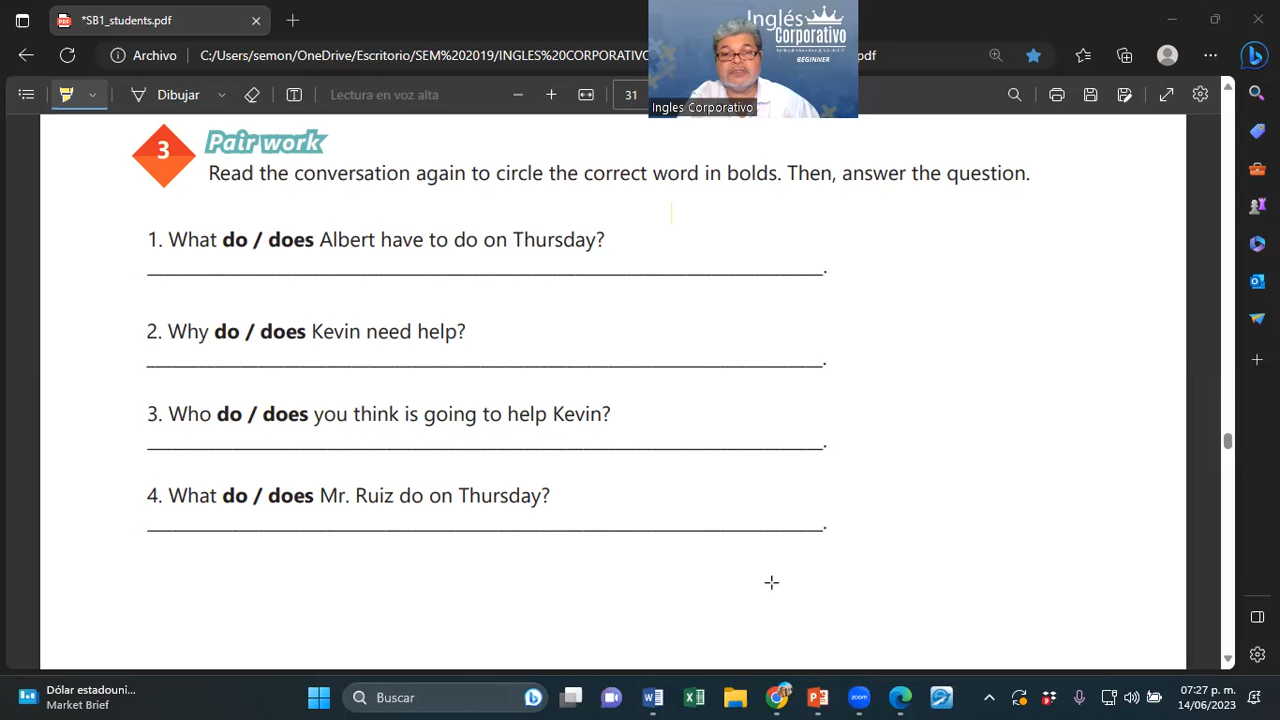 *SB1_students.pdf
Archivo
C:/Users/semon/OneDrive/Escritorio/SEM%202019/INGLES%20CORPORATIVO
pdf
Inglés
Corporativo
BEGINNER
Ingles Corporativo
Dibujar
Lectura en voz alta
31
3
Pair work
Read the conversation again to circle the correct word in bolds. Then, answer the question.
1. What do / does Albert have to do on Thursday?
2. Why do / does Kevin need help?
3. Who do / does you think is going to help Kevin?
4. What do / does Mr. Ruiz do on Thursday?
Dólar estadouni...
Market Brief
Buscar
zoom
07:27 p. m.
14/06/2023